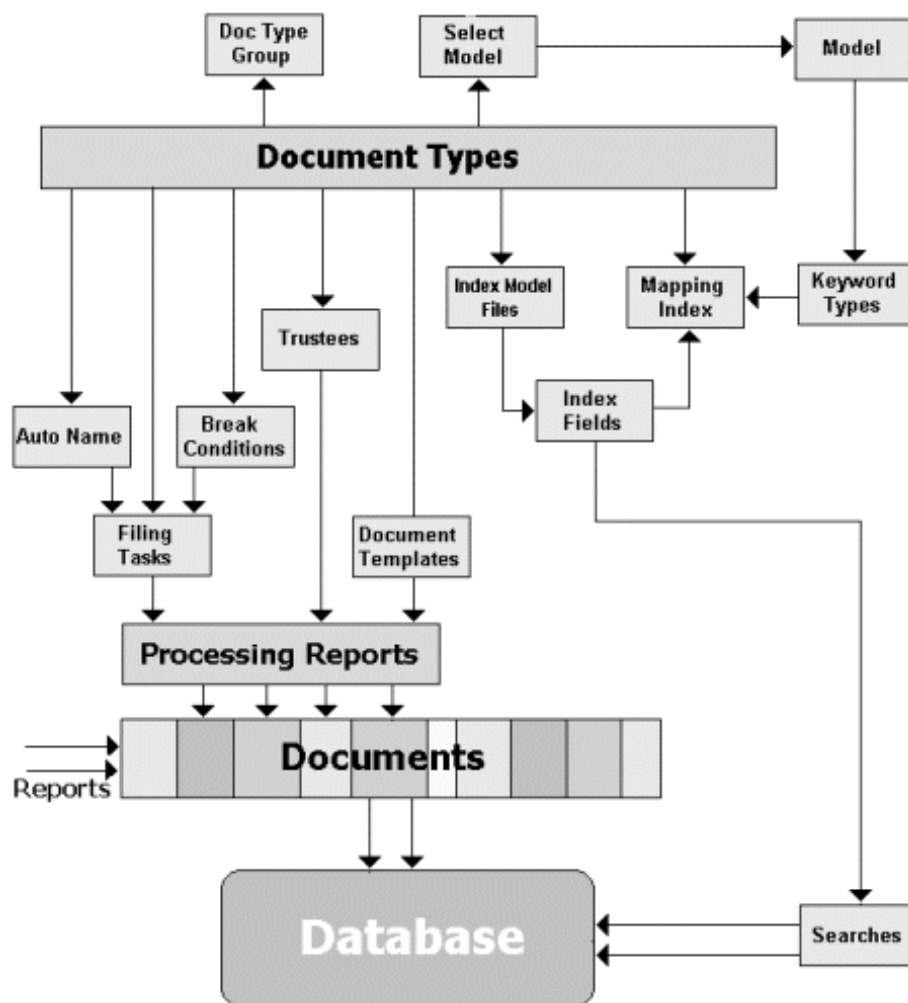 Doc Type
Group
Select
Model
Model
Document Types
Index Model
Files
Mapping
Index
Keyword
Types
Trustees
Index
Fields
Auto Name
Break
Conditions
Filing
Tasks
Document
Templates
Processing Reports
Documents
Reports
Database
Searches